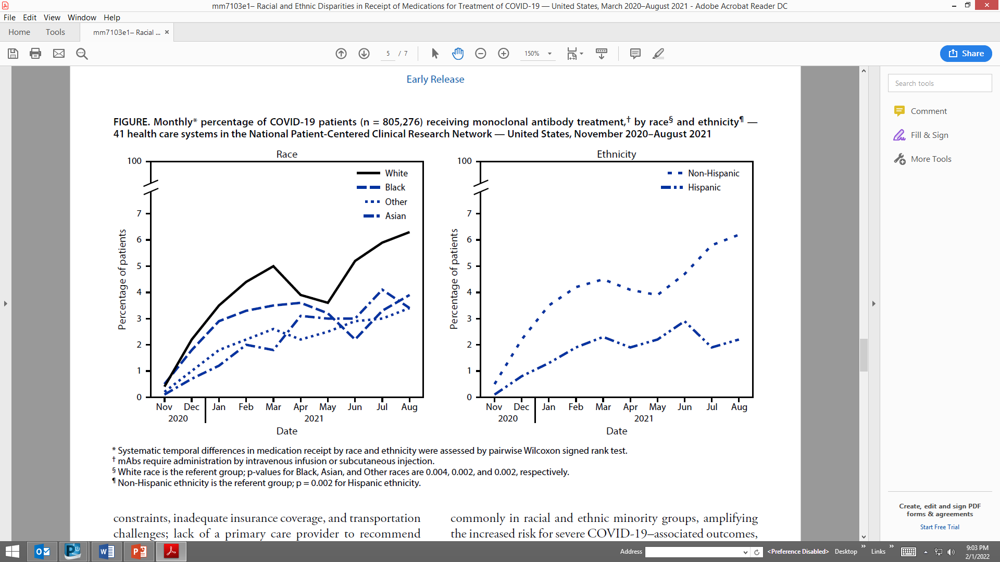 mm7103e1– Racial and Ethnic Disparities in Receipt of Medications for Treatment of COVID-19 — United States, March 2020–August 2021 - Adobe Acrobat Reader DC
File Edit View Window Help
Home Tools mm7103e1– Racial ... ×
5 / 7 150% Share
Early Release
FIGURE. Monthly* percentage of COVID-19 patients (n = 805,276) receiving monoclonal antibody treatment,† by race§ and ethnicity¶ —
41 health care systems in the National Patient-Centered Clinical Research Network — United States, November 2020–August 2021
Race
100
7
6
5
4
3
2
1
0
Percentage of patients
White
Black
Other
Asian
Nov Dec Jan Feb Mar Apr May Jun Jul Aug
2020 2021
Date
Ethnicity
100
7
6
5
4
3
2
1
0
Percentage of patients
Non-Hispanic
Hispanic
Nov Dec Jan Feb Mar Apr May Jun Jul Aug
2020 2021
Date
* Systematic temporal differences in medication receipt by race and ethnicity were assessed by pairwise Wilcoxon signed rank test.
† mAbs require administration by intravenous infusion or subcutaneous injection.
§ White race is the referent group; p-values for Black, Asian, and Other races are 0.004, 0.002, and 0.002, respectively.
¶ Non-Hispanic ethnicity is the referent group; p = 0.002 for Hispanic ethnicity.
constraints, inadequate insurance coverage, and transportation
challenges; lack of a primary care provider to recommend
commonly in racial and ethnic minority groups, amplifying
the increased risk for severe COVID-19–associated outcomes,
Search tools
Comment
Fill & Sign
More Tools
Create, edit and sign PDF
forms & agreements
Start Free Trial
Address <Preference Disabled> Desktop » Links »
9:03 PM
2/1/2022